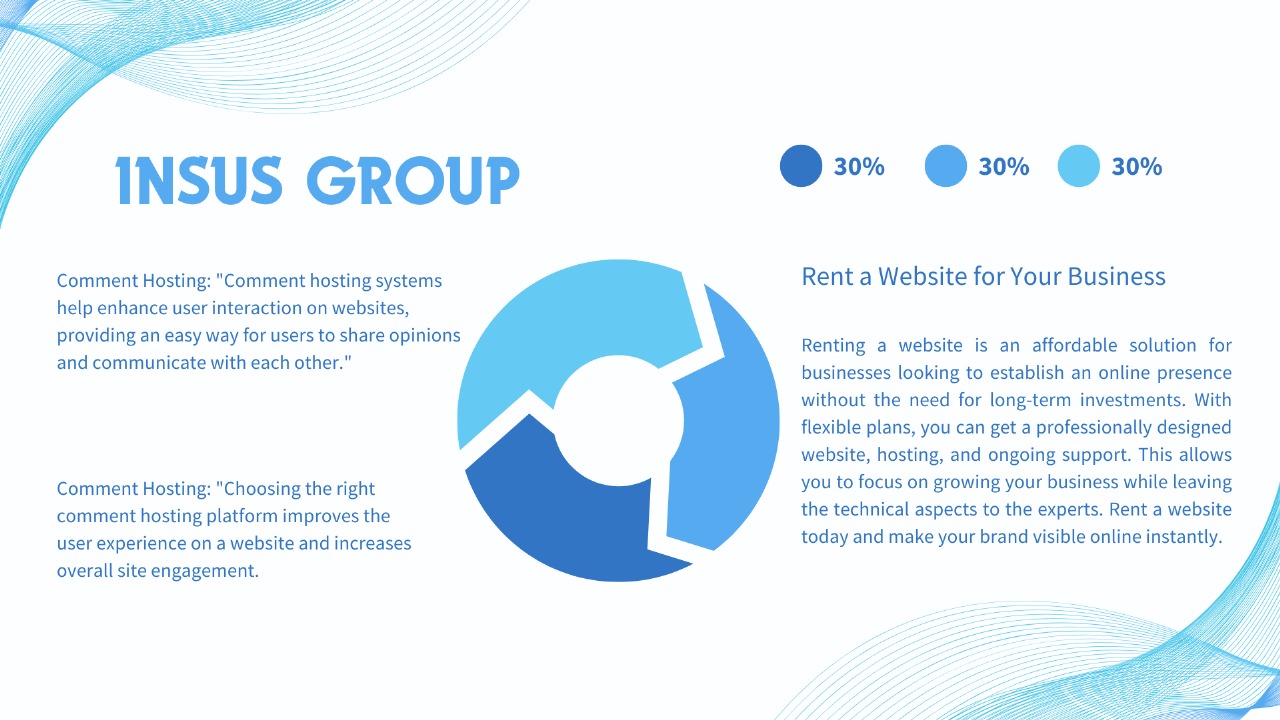 INSUS GROUP
30% 30% 30%
Comment Hosting: "Comment hosting systems
help enhance user interaction on websites,
providing an easy way for users to share opinions
and communicate with each other."
Comment Hosting: "Choosing the right
comment hosting platform improves the
user experience on a website and increases
overall site engagement.
Rent a Website for Your Business
Renting a website is an affordable solution for
businesses looking to establish an online presence
without the need for long-term investments. With
flexible plans, you can get a professionally designed
website, hosting, and ongoing support. This allows
you to focus on growing your business while leaving
the technical aspects to the experts. Rent a website
today and make your brand visible online instantly.